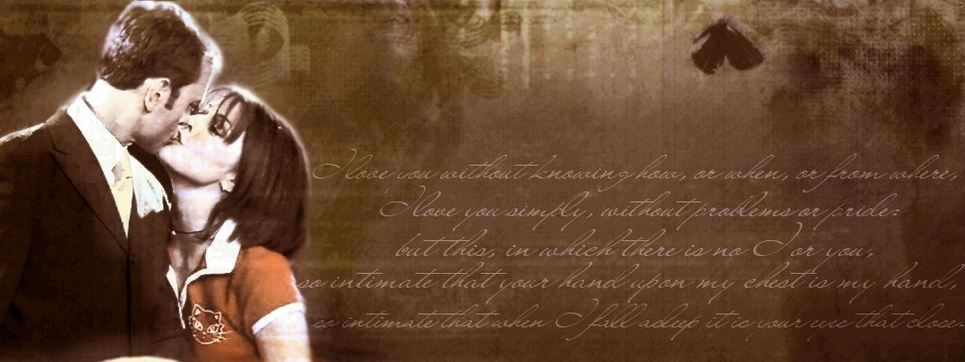 I love you without knowing how, or when, or from where,
I love you simply, without problems or pride:
but this, in which there is no I or you,
so intimate that your hand upon my chest is my hand,
so intimate that when I fall asleep it is your eyes that close.